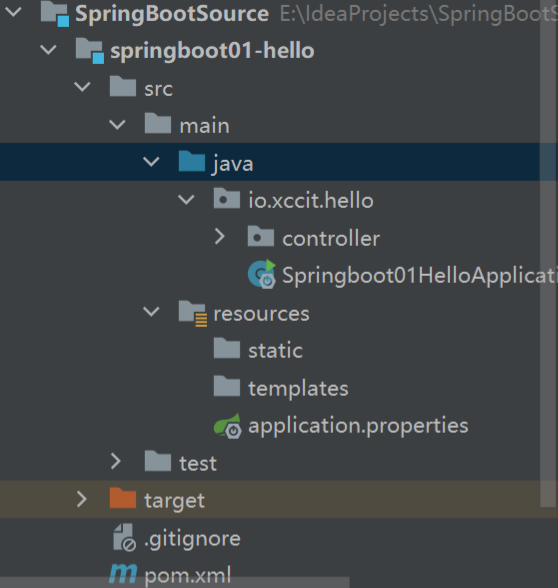 SpringBootSource E:\IdeaProjects\SpringBootS
springboot01-hello
src
main
java
io.xccit.hello
controller
Springboot01HelloApplicati
resources
static
templates
application.properties
test
target
.gitignore
pom.xml